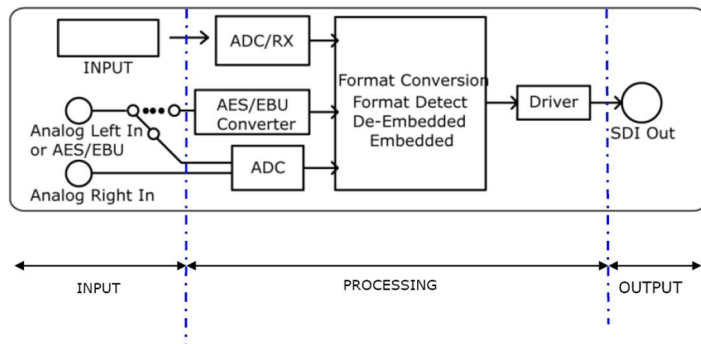 INPUT
ADC/RX
AES/EBU
Converter
ADC
Analog Left In
or AES/EBU
Analog Right In
Format Conversion
Format Detect
De-Embedded
Embedded
Driver
SDI Out
INPUT
PROCESSING
OUTPUT